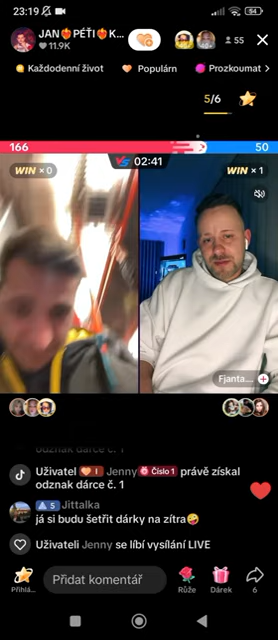 23:19
54
JAN❤️‍🔥PÉŤI❤️‍🔥K...
11.9K
55
Každodenní život
Populárn
Prozkoumat >
5/6
166
50
WIN × 0
VS 02:41
WIN × 1
Fjanta....
odznak dárce č. 1
Uživatel I Jenny Číslo 1 právě získal
odznak dárce č. 1
5 Jittalka
já si budu šetřit dárky na zítra🤪
Uživateli Jenny se líbí vysílání LIVE
Přihlá...
Přidat komentář
Růže
Dárek
6